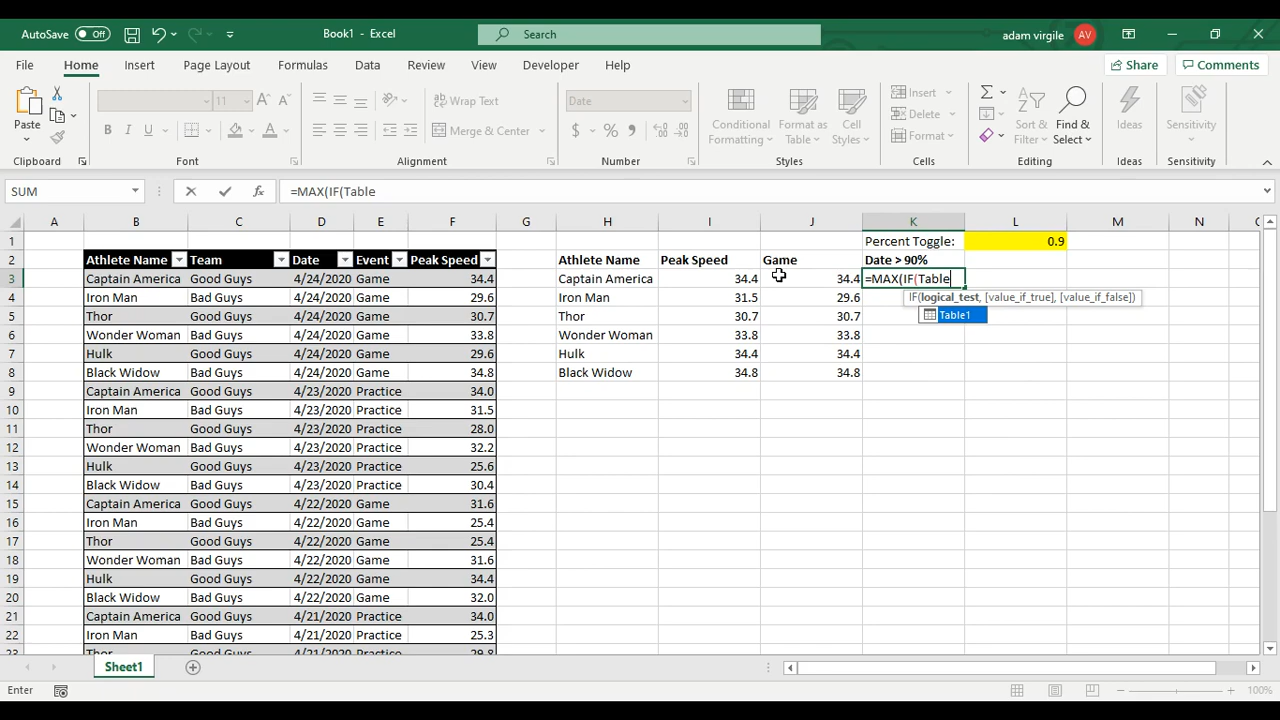 AutoSave Off Book1 - Excel Search adam virgile AV
File Home Insert Page Layout Formulas Data Review View Developer Help Share Comments
Paste 11 Wrap Text Date Conditional Formatting Format as Table Cell Styles Insert Sort & Filter Find & Select Ideas Sensitivity
B I U Merge & Center $ % Delete Format
Clipboard Font Alignment Number Styles Cells Editing Ideas Sensitivity
SUM fx =MAX(IF(Table
A B C D E F G H I J K L M N
1 Percent Toggle: 0.9
2 Athlete Name Team Date Event Peak Speed Athlete Name Peak Speed Game Date > 90%
3 Captain America Good Guys 4/24/2020 Game 34.4 Captain America 34.4 34.4 =MAX(IF(Table
4 Iron Man Bad Guys 4/24/2020 Game 29.6 Iron Man 31.5 29.6 IF(logical_test, [value_if_true], [value_if_false])
5 Thor Good Guys 4/24/2020 Game 30.7 Thor 30.7 30.7 Table1
6 Wonder Woman Bad Guys 4/24/2020 Game 33.8 Wonder Woman 33.8 33.8
7 Hulk Good Guys 4/24/2020 Game 29.6 Hulk 34.4 34.4
8 Black Widow Bad Guys 4/24/2020 Game 34.8 Black Widow 34.8 34.8
9 Captain America Good Guys 4/23/2020 Practice 34.0
10 Iron Man Bad Guys 4/23/2020 Practice 31.5
11 Thor Good Guys 4/23/2020 Practice 28.0
12 Wonder Woman Bad Guys 4/23/2020 Practice 32.2
13 Hulk Good Guys 4/23/2020 Practice 25.6
14 Black Widow Bad Guys 4/23/2020 Practice 30.4
15 Captain America Good Guys 4/22/2020 Game 31.6
16 Iron Man Bad Guys 4/22/2020 Game 25.4
17 Thor Good Guys 4/22/2020 Game 25.4
18 Wonder Woman Bad Guys 4/22/2020 Game 31.6
19 Hulk Good Guys 4/22/2020 Game 34.4
20 Black Widow Bad Guys 4/22/2020 Game 32.0
21 Captain America Good Guys 4/21/2020 Practice 34.0
22 Iron Man Bad Guys 4/21/2020 Practice 25.3
23 Thor Good Guys 4/21/2020 Practice 29.8
Sheet1
Enter 100%